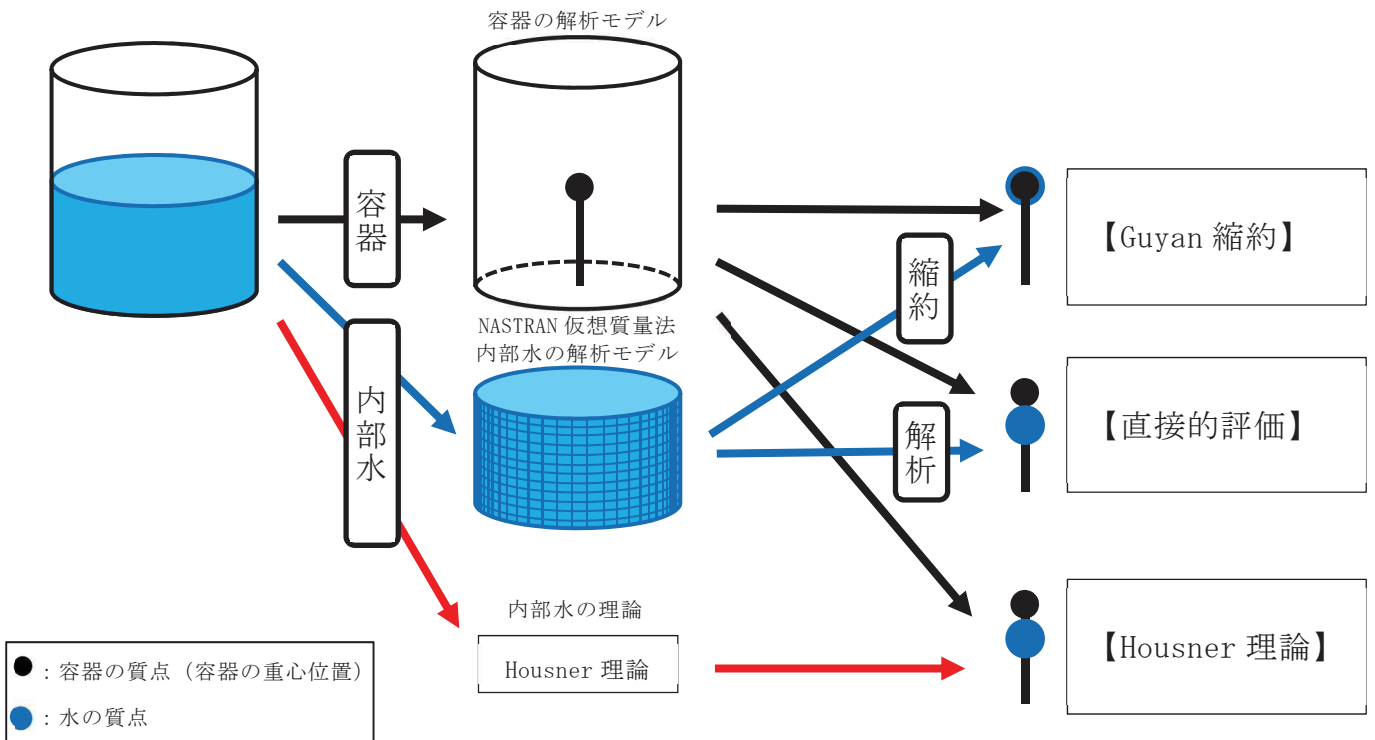 容器の解析モデル
容器
内部水
NASTRAN 仮想質量法
内部水の解析モデル
内部水の理論
Housner 理論
縮約
解析
【Guyan 縮約】
【直接的評価】
【Housner 理論】
：容器の質点（容器の重心位置）
：水の質点